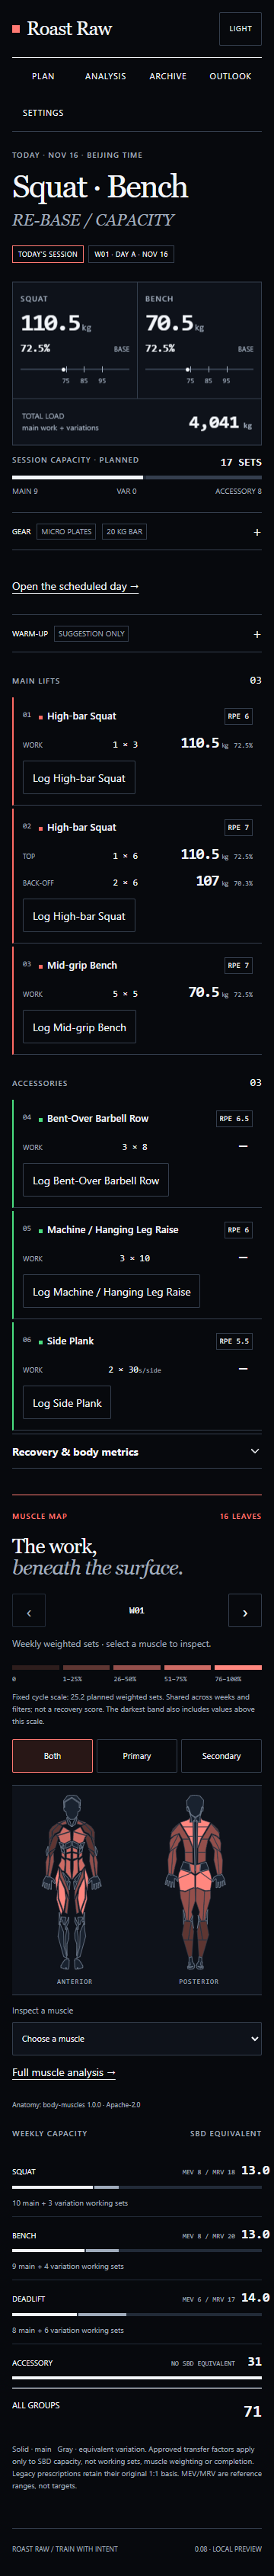 Roast Raw
LIGHT
PLAN ANALYSIS ARCHIVE OUTLOOK
SETTINGS
TODAY · NOV 16 · BEIJING TIME
Squat · Bench
RE-BASE / CAPACITY
TODAY'S SESSION W01 · DAY A · NOV 16
SQUAT BENCH
110.5 kg 70.5 kg
72.5% BASE 72.5% BASE
75 85 95 75 85 95
TOTAL LOAD
main work + variations
4,041 kg
SESSION CAPACITY · PLANNED 17 SETS
MAIN 9 VAR 0 ACCESSORY 8
GEAR MICRO PLATES 20 KG BAR +
Open the scheduled day →
WARM-UP SUGGESTION ONLY +
MAIN LIFTS 03
01 High-bar Squat RPE 6
WORK 1 × 3 110.5 kg 72.5%
Log High-bar Squat
02 High-bar Squat RPE 7
TOP 1 × 6 110.5 kg 72.5%
BACK-OFF 2 × 6 107 kg 70.3%
Log High-bar Squat
03 Mid-grip Bench RPE 7
WORK 5 × 5 70.5 kg 72.5%
Log Mid-grip Bench
ACCESSORIES 03
04 Bent-Over Barbell Row RPE 6.5
WORK 3 × 8 —
Log Bent-Over Barbell Row
05 Machine / Hanging Leg Raise RPE 6
WORK 3 × 10 —
Log Machine / Hanging Leg Raise
06 Side Plank RPE 5.5
WORK 2 × 30s/side —
Log Side Plank
Recovery & body metrics
MUSCLE MAP 16 LEAVES
The work,
beneath the surface.
‹ W01 ›
Weekly weighted sets · select a muscle to inspect.
0 1–25% 26–50% 51–75% 76–100%
Fixed cycle scale: 25.2 planned weighted sets. Shared across weeks and
filters; not a recovery score. The darkest band also includes values above
this scale.
Both Primary Secondary
ANTERIOR POSTERIOR
Inspect a muscle
Choose a muscle
Full muscle analysis →
Anatomy: body-muscles 1.0.0 · Apache-2.0
WEEKLY CAPACITY SBD EQUIVALENT
SQUAT MEV 8 / MRV 18 13.0
10 main + 3 variation working sets
BENCH MEV 8 / MRV 20 13.0
9 main + 4 variation working sets
DEADLIFT MEV 6 / MRV 17 14.0
8 main + 6 variation working sets
ACCESSORY NO SBD EQUIVALENT 31
ALL GROUPS 71
Solid · main Gray · equivalent variation. Approved transfer factors apply
only to SBD capacity, not working sets, muscle weighting or completion.
Legacy prescriptions retain their original 1:1 basis. MEV/MRV are reference
ranges, not targets.
ROAST RAW / TRAIN WITH INTENT 0.08 · LOCAL PREVIEW